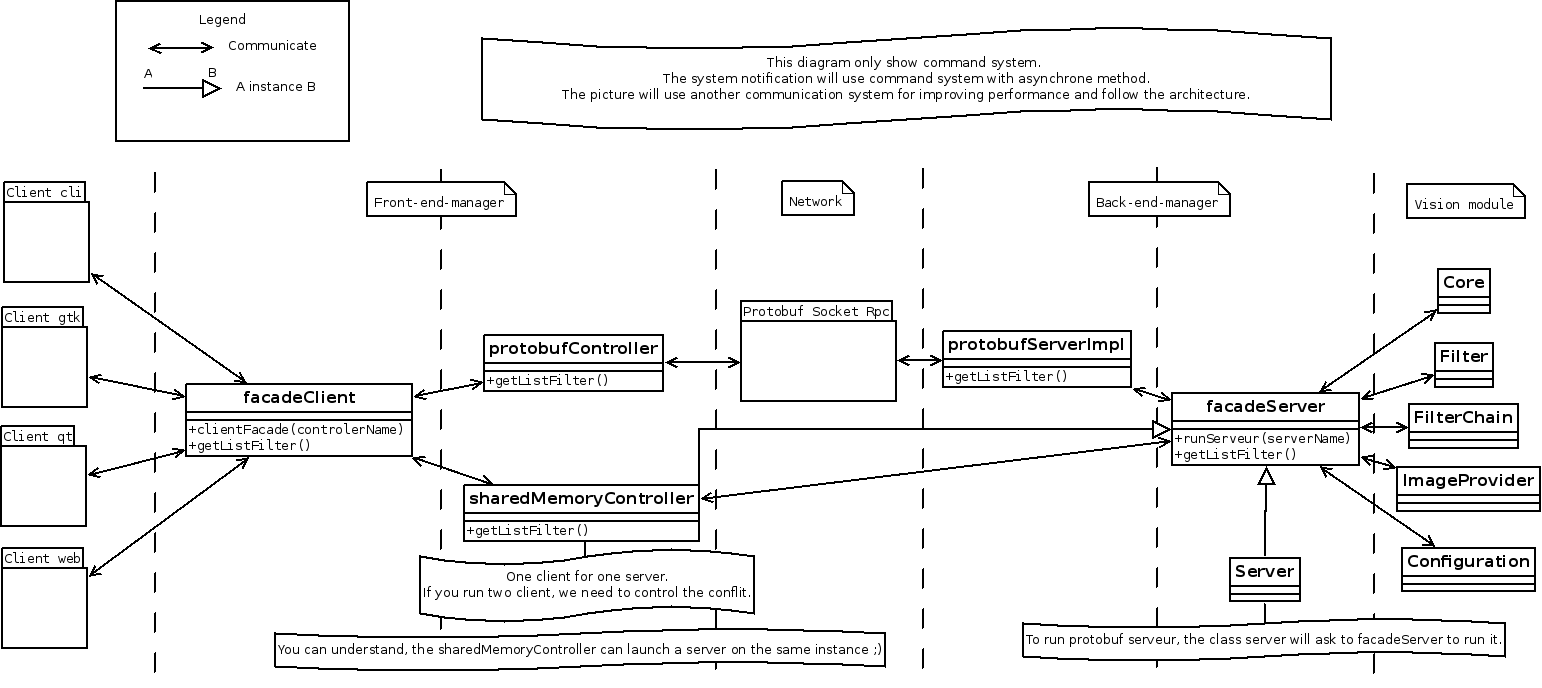 Legend
Communicate
A
B
A instance B
This diagram only show command system.
The system notification will use command system with asynchrone method.
The picture will use another communication system for improving performance and follow the architecture.
Client cli
Front-end-manager
Network
Back-end-manager
Vision module
Client gtk
Client qt
Client web
facadeClient
+clientFacade(controlerName)
+getListFilter()
protobufController
+getListFilter()
sharedMemoryController
+getListFilter()
One client for one server.
If you run two client, we need to control the conflit.
You can understand, the sharedMemoryController can launch a server on the same instance ;)
Protobuf Socket Rpc
protobufServerImpl
+getListFilter()
facadeServer
+runServeur(serverName)
+getListFilter()
Server
To run protobuf serveur, the class server will ask to facadeServer to run it.
Core
Filter
FilterChain
ImageProvider
Configuration